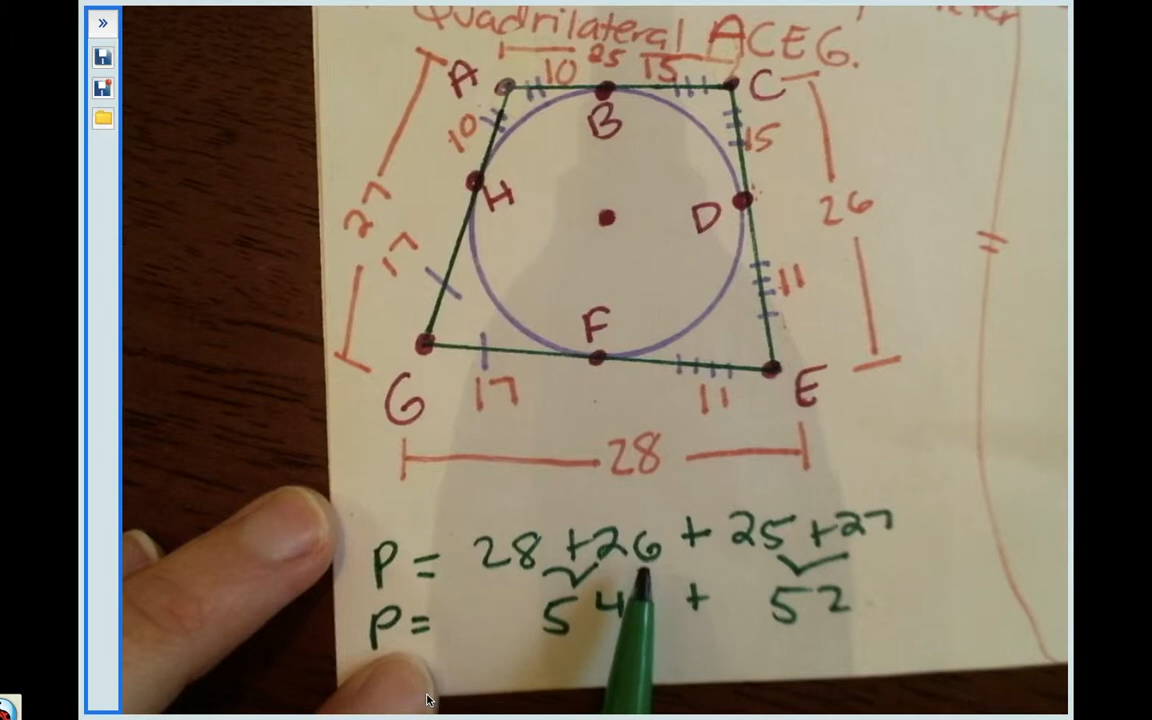 Quadrilateral ACEG.
25
10 15
A C
B
10 15
H D
27 26
17
11
F
G E
17 11
28
P = 28 + 26 + 25 + 27
P = 54 + 52